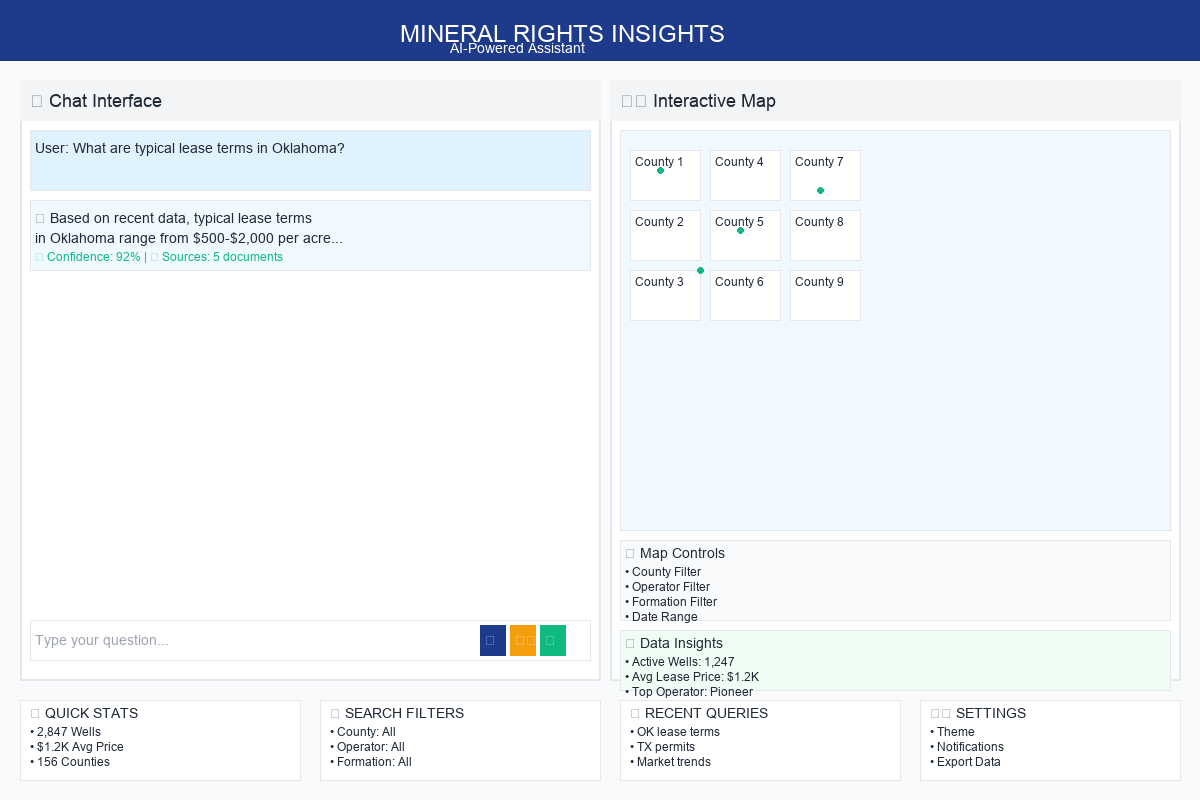 MINERAL RIGHTS INSIGHTS
AI-Powered Assistant
Chat Interface
User: What are typical lease terms in Oklahoma?
Based on recent data, typical lease terms
in Oklahoma range from $500-$2,000 per acre...
Confidence: 92% | Sources: 5 documents
Type your question...
Interactive Map
County 1
County 4
County 7
County 2
County 5
County 8
County 3
County 6
County 9
Map Controls
• County Filter
• Operator Filter
• Formation Filter
• Date Range
Data Insights
• Active Wells: 1,247
• Avg Lease Price: $1.2K
• Top Operator: Pioneer
QUICK STATS
• 2,847 Wells
• $1.2K Avg Price
• 156 Counties
SEARCH FILTERS
• County: All
• Operator: All
• Formation: All
RECENT QUERIES
• OK lease terms
• TX permits
• Market trends
SETTINGS
• Theme
• Notifications
• Export Data